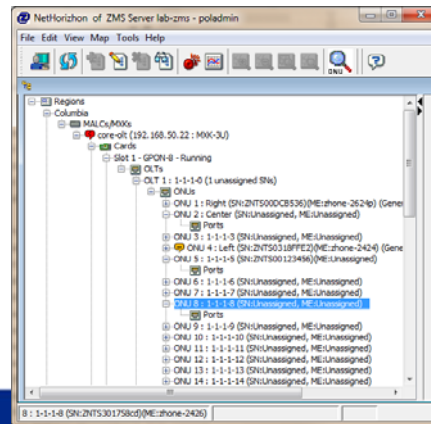 NetHorizhon of ZMS Server lab-zms - poladmin
File Edit View Map Tools Help
ONU
Regions
Columbia
MALCs/MXKs
core-olt (192.168.50.22 : MXK-3U)
Cards
Slot 1 - GPON-8 - Running
OLTs
OLT 1 : 1-1-1-0 (1 unassigned SNs)
ONUs
ONU 1 : Right (SN:ZNTS00DCB536)(ME:zhone-2624p) (Gener
ONU 2 : Center (SN:Unassigned, ME:Unassigned)
Ports
ONU 3 : 1-1-1-3 (SN:Unassigned, ME:Unassigned)
ONU 4 : Left (SN:ZNTS0318FFE2)(ME:zhone-2424) (Gene
ONU 5 : 1-1-1-5 (SN:ZNTS00123456)(ME:Unassigned)
Ports
ONU 6 : 1-1-1-6 (SN:Unassigned, ME:Unassigned)
ONU 7 : 1-1-1-7 (SN:Unassigned, ME:Unassigned)
ONU 8 : 1-1-1-8 (SN:Unassigned, ME:Unassigned)
Ports
ONU 9 : 1-1-1-9 (SN:Unassigned, ME:Unassigned)
ONU 10 : 1-1-1-10 (SN:Unassigned, ME:Unassigned)
ONU 11 : 1-1-1-11 (SN:Unassigned, ME:Unassigned)
ONU 12 : 1-1-1-12 (SN:Unassigned, ME:Unassigned)
ONU 13 : 1-1-1-13 (SN:Unassigned, ME:Unassigned)
ONU 14 : 1-1-1-14 (SN:Unassigned, ME:Unassigned)
8 : 1-1-1-8 (SN:ZNTS301758cd)(ME:zhone-2426)